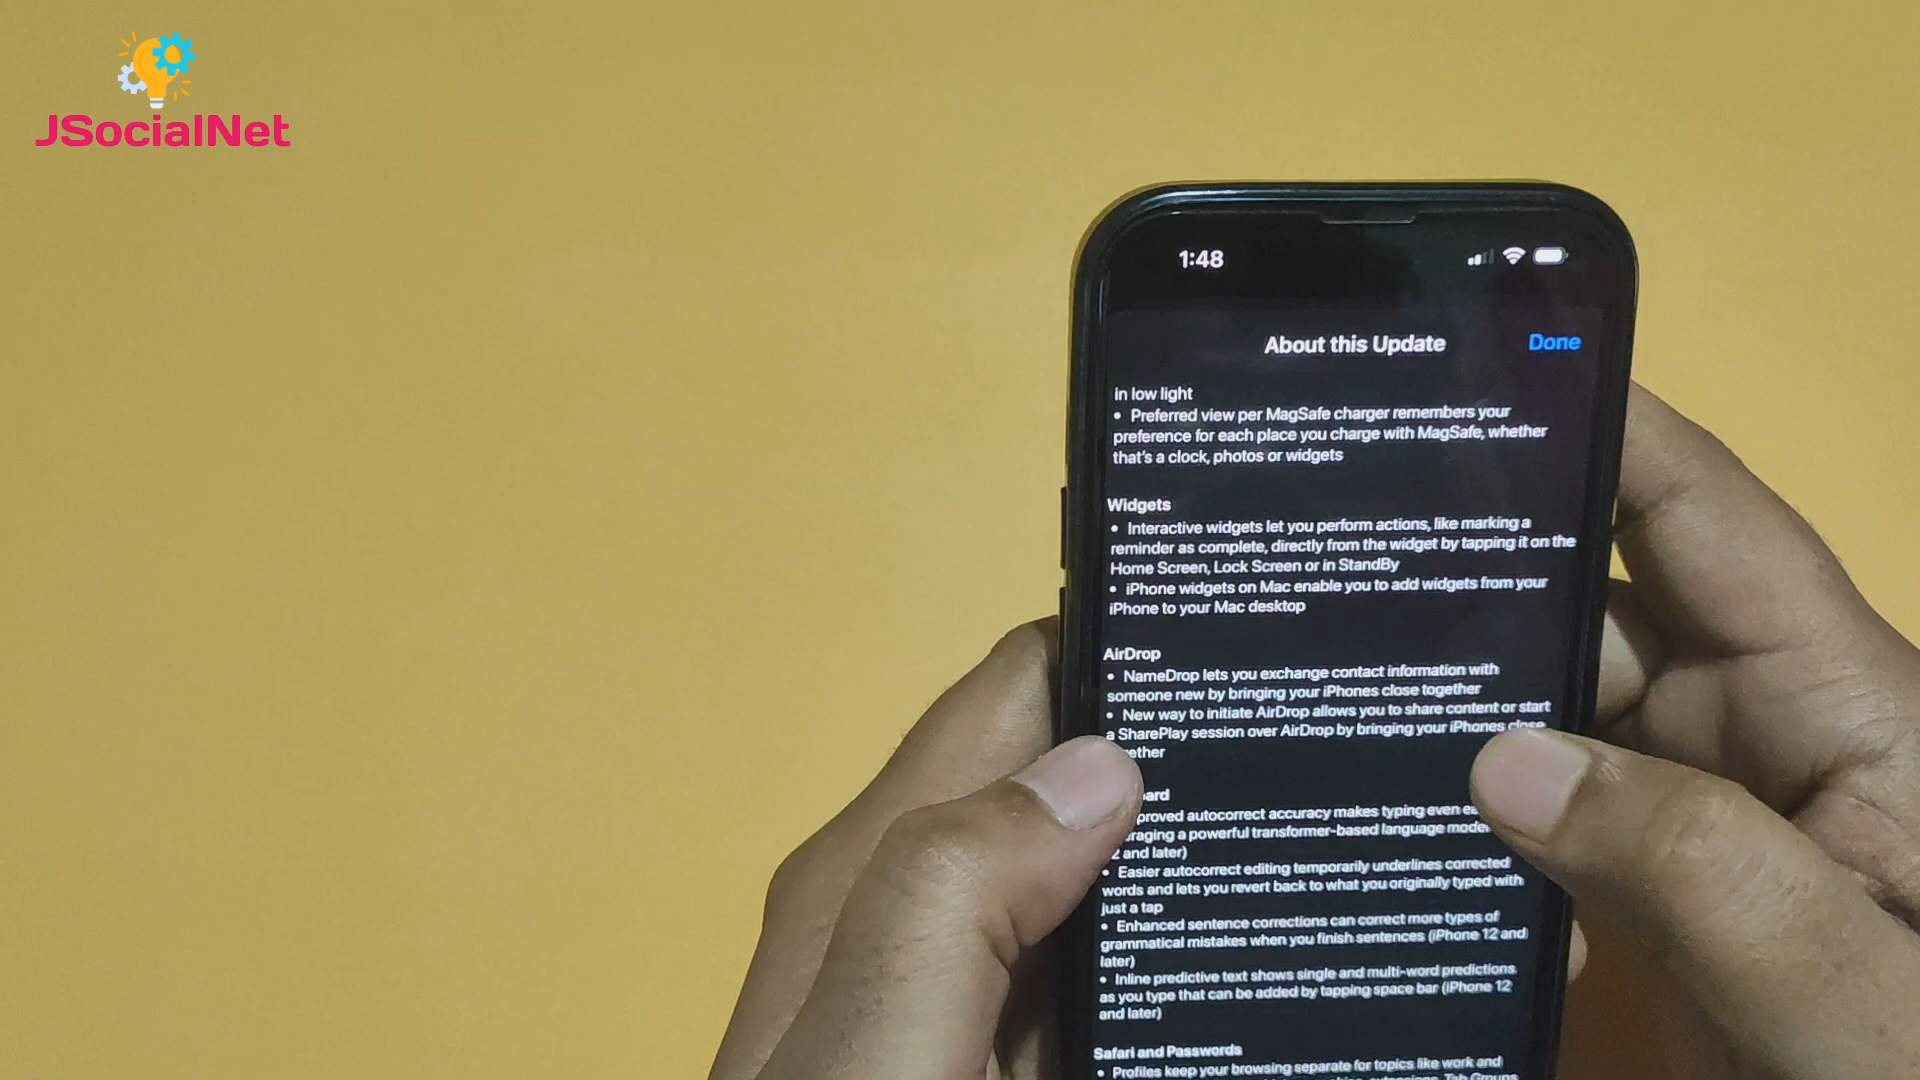 JSocialNet
1:48
About this Update
Done
in low light
• Preferred view per MagSafe charger remembers your
preference for each place you charge with MagSafe, whether
that's a clock, photos or widgets
Widgets
• Interactive widgets let you perform actions, like marking a
reminder as complete, directly from the widget by tapping it on the
Home Screen, Lock Screen or in StandBy
• iPhone widgets on Mac enable you to add widgets from your
iPhone to your Mac desktop
AirDrop
• NameDrop lets you exchange contact information with
someone new by bringing your iPhones close together
• New way to initiate AirDrop allows you to share content or start
a SharePlay session over AirDrop by bringing your iPhones close
autocorrect accuracy makes typing even
a powerful transformer-based language
and later)
• Easier autocorrect editing temporarily underlines corrected
words and lets you revert back to what you originally typed with
just a tap
• Enhanced sentence corrections can correct more types of
grammatical mistakes when you finish sentences (iPhone 12 and
later)
• Inline predictive text shows single and multi-word predictions
as you type that can be added by tapping space bar (iPhone 12
and later)
Safari and Passwords
• Profiles keep your browsing separate for topics like work and
Tab Groups